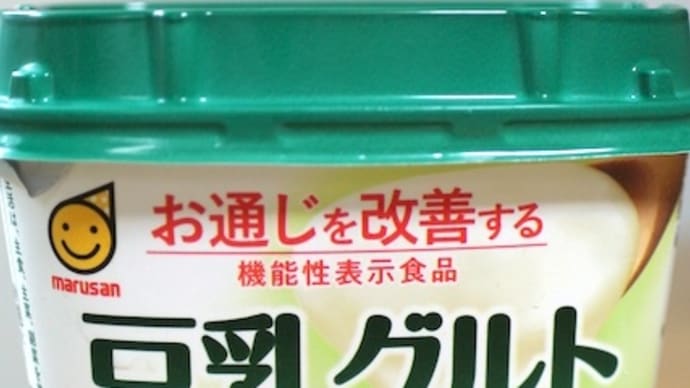 お通じを改善する
marusan
機能性表示食品
豆乳グルト